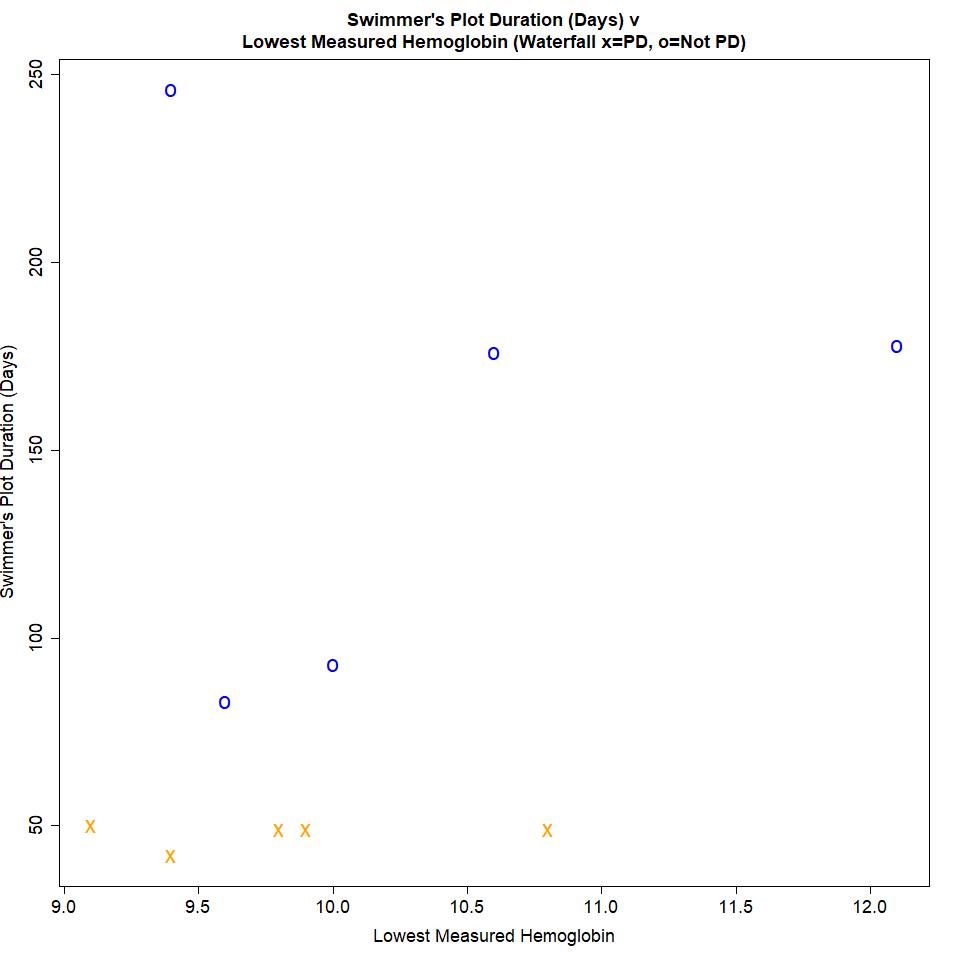 Swimmer's Plot Duration (Days) v
Lowest Measured Hemoglobin (Waterfall x=PD, o=Not PD)
250
200
150
100
50
Swimmer's Plot Duration (Days)
o
o
o
o
o
x
x
x
x
x
9.0 9.5 10.0 10.5 11.0 11.5 12.0
Lowest Measured Hemoglobin